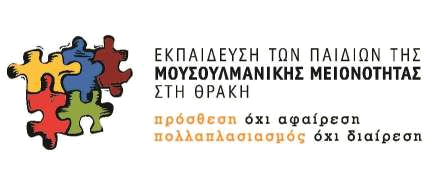 ΕΚΠΑΙΔΕΥΣΗ ΤΩΝ ΠΑΙΔΙΩΝ ΤΗΣ
ΜΟΥΣΟΥΛΜΑΝΙΚΗΣ ΜΕΙΟΝΟΤΗΤΑΣ
ΣΤΗ ΘΡΑΚΗ
πρόσθεση όχι αφαίρεση
πολλαπλασιασμός όχι διαίρεση